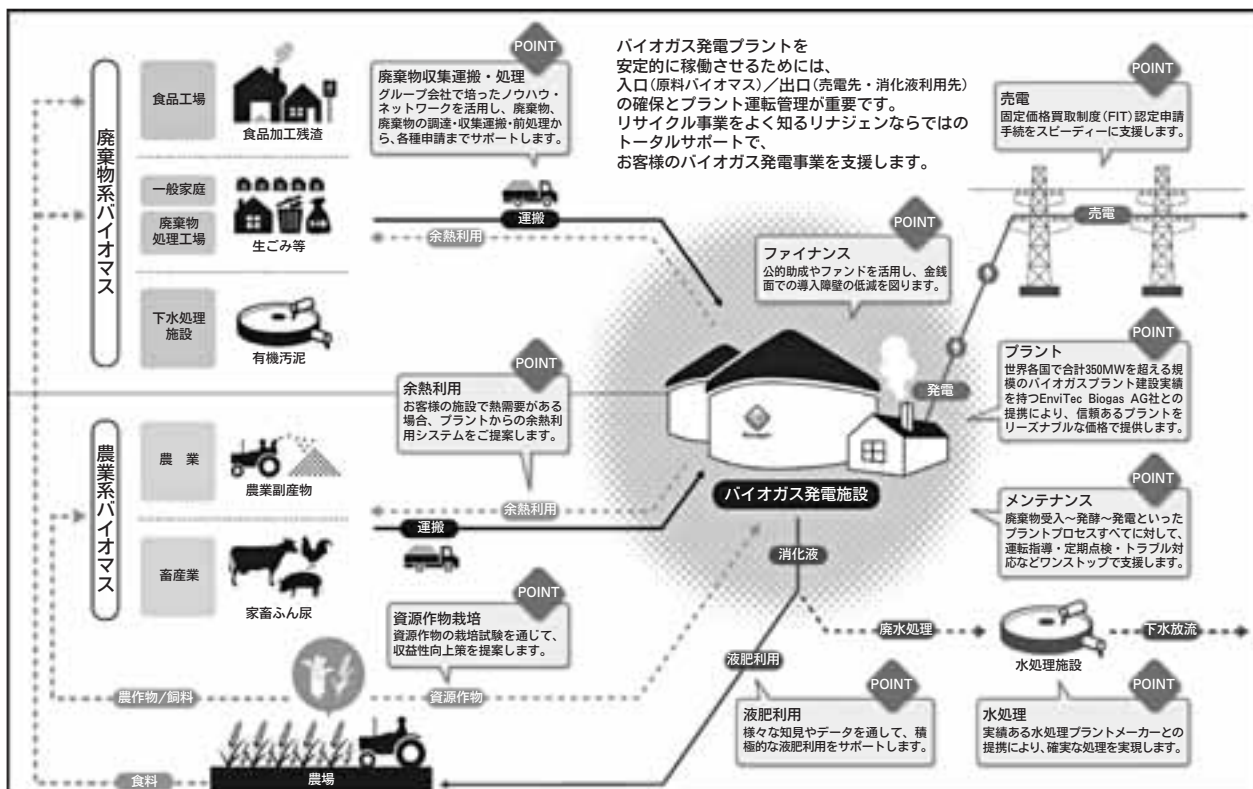 バイオガス発電プラントを
安定的に稼働させるためには、
入口(原料バイオマス)／出口(売電先・消化液利用先)
の確保とプラント運転管理が重要です。
リサイクル事業をよく知るリナジェンならではの
トータルサポートで、
お客様のバイオガス発電事業を支援します。
廃棄物系バイオマス
食品工場
食品加工残渣
一般家庭
廃棄物
処理工場
生ごみ等
下水処理
施設
有機汚泥
POINT
廃棄物収集運搬・処理
グループ会社で培ったノウハウ・
ネットワークを活用し、廃棄物、
廃棄物の調達・収集運搬・前処理か
ら、各種申請までサポートします。
運搬
余熱利用
POINT
売電
固定価格買取制度(FIT)認定申請
手続をスピーディーに支援します。
売電
POINT
ファイナンス
公的助成やファンドを活用し、金銭
面での導入障壁の低減を図ります。
発電
POINT
プラント
世界各国で合計350MWを超える規
模のバイオガスプラント建設実績
を持つEnviTec Biogas AG社との
提携により、信頼あるプラントを
リーズナブルな価格で提供します。
POINT
余熱利用
お客様の施設で熱需要がある
場合、プラントからの余熱利
用システムをご提案します。
農業系バイオマス
農 業
農業副産物
畜産業
家畜ふん尿
余熱利用
運搬
バイオガス発電施設
消化液
POINT
メンテナンス
廃棄物受入〜発酵〜発電といった
プラントプロセスすべてに対して、
運転指導・定期点検・トラブル対
応などワンストップで支援します。
POINT
資源作物栽培
資源作物の栽培試験を通じて、
収益性向上策を提案します。
廃水処理
水処理施設
下水放流
農作物/飼料
資源作物
液肥利用
POINT
液肥利用
様々な知見やデータを通して、積
極的な液肥利用をサポートします。
POINT
水処理
実績ある水処理プラントメーカーとの
提携により、確実な処理を実現します。
食料
農場